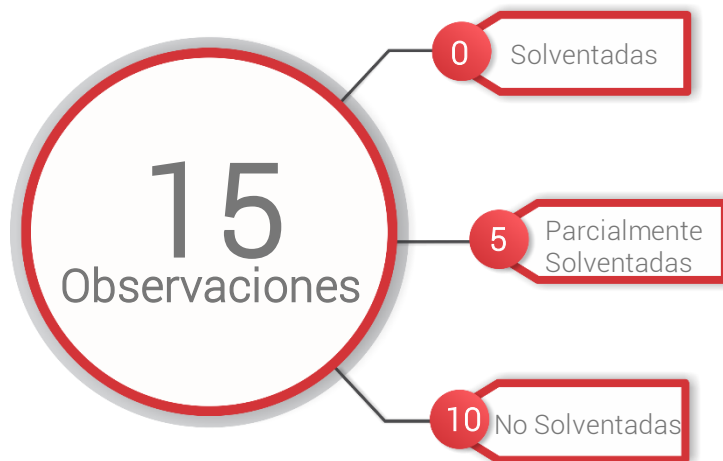 15
Observaciones
0
Solventadas
5
Parcialmente
Solventadas
10
No Solventadas